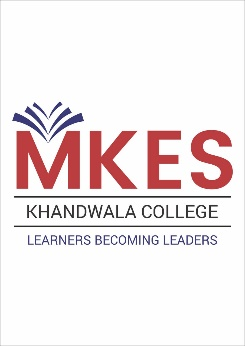 MKES
KHANDWALA COLLEGE
LEARNERS BECOMING LEADERS